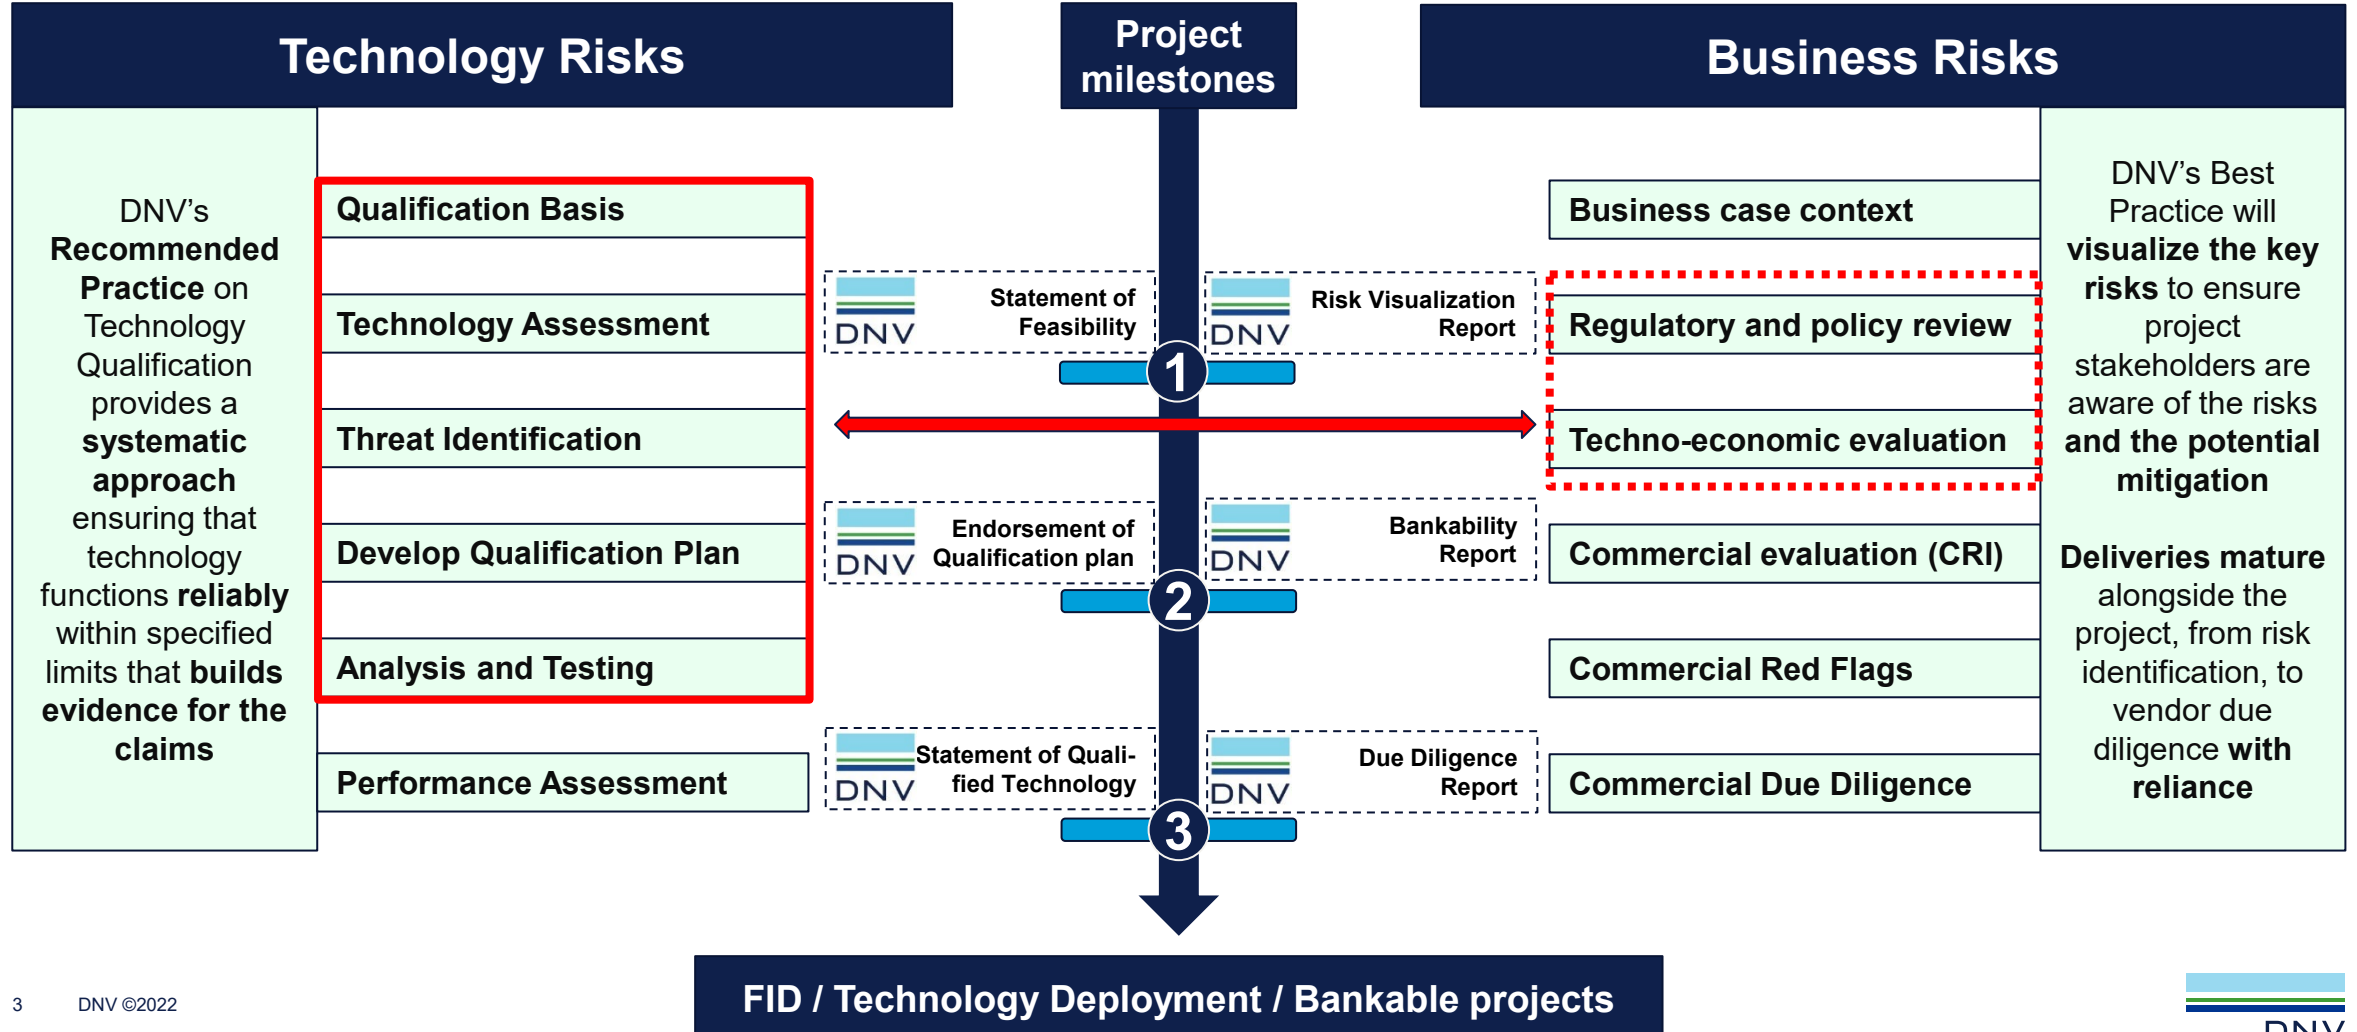 Technology Risks
Project
milestones
Business Risks
DNV's
Recommended
Practice on
Technology
Qualification
provides a
systematic
approach
ensuring that
technology
functions reliably
within specified
limits that builds
evidence for the
claims
Qualification Basis
Technology Assessment
Threat Identification
Develop Qualification Plan
Analysis and Testing
Performance Assessment
DNV
Statement of
Feasibility
DNV
Risk Visualization
Report
1
DNV
Endorsement of
Qualification plan
DNV
Bankability
Report
2
DNV
Statement of Quali-
fied Technology
DNV
Due Diligence
Report
3
Business case context
Regulatory and policy review
Techno-economic evaluation
Commercial evaluation (CRI)
Commercial Red Flags
Commercial Due Diligence
DNV's Best
Practice will
visualize the key
risks to ensure
project
stakeholders are
aware of the risks
and the potential
mitigation
Deliveries mature
alongside the
project, from risk
identification, to
vendor due
diligence with
reliance
FID / Technology Deployment / Bankable projects
3 DNV ©2022
DNV